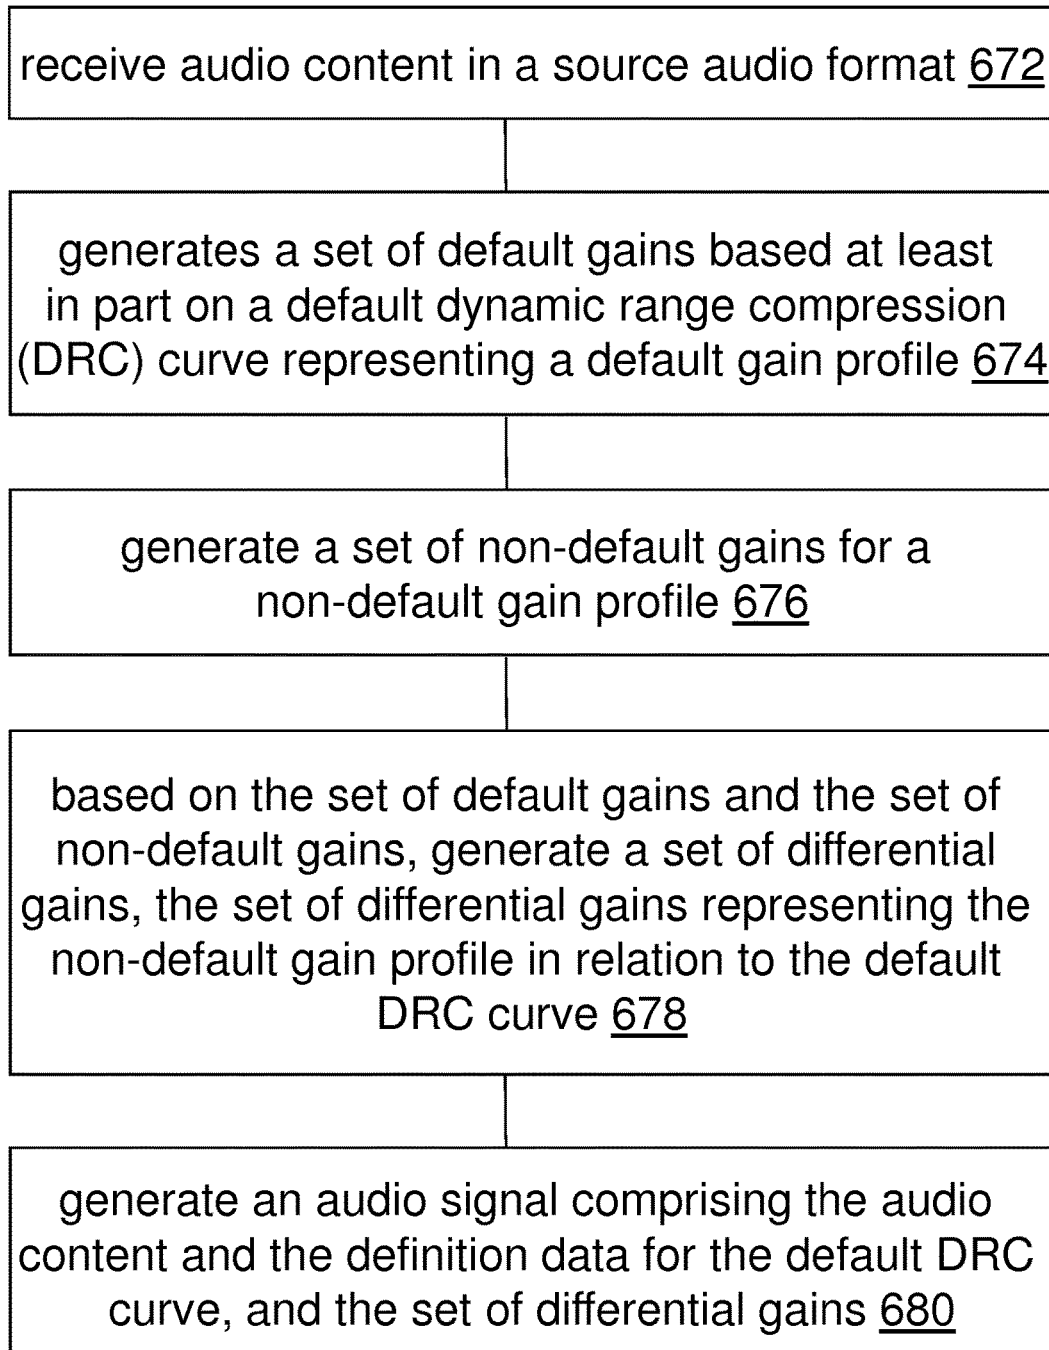 receive audio content in a source audio format 672
generates a set of default gains based at least
in part on a default dynamic range compression
(DRC) curve representing a default gain profile 674
generate a set of non-default gains for a
non-default gain profile 676
based on the set of default gains and the set of
non-default gains, generate a set of differential
gains, the set of differential gains representing the
non-default gain profile in relation to the default
DRC curve 678
generate an audio signal comprising the audio
content and the definition data for the default DRC
curve, and the set of differential gains 680